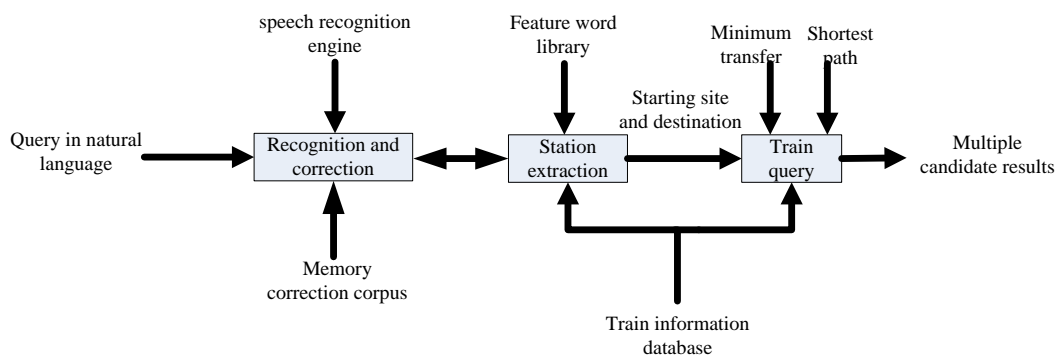 speech recognition
engine
Feature word
library
Minimum
transfer
Shortest
path
Starting site
and destination
Query in natural
language
Recognition and
correction
Station
extraction
Train
query
Multiple
candidate results
Memory
correction corpus
Train information
database